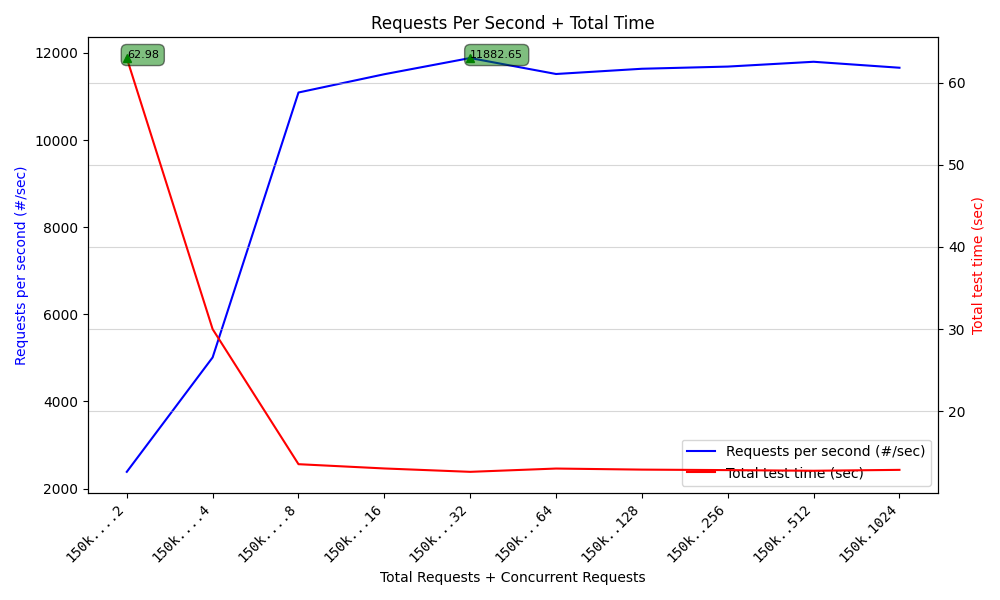 Requests Per Second + Total Time
12000
10000
8000
6000
4000
2000
Requests per second (#/sec)
62.98
11882.65
60
50
40
30
20
Total test time (sec)
Requests per second (#/sec)
Total test time (sec)
150k....2
150k....4
150k....8
150k...16
150k...32
150k...64
150k..128
150k..256
150k..512
150k.1024
Total Requests + Concurrent Requests